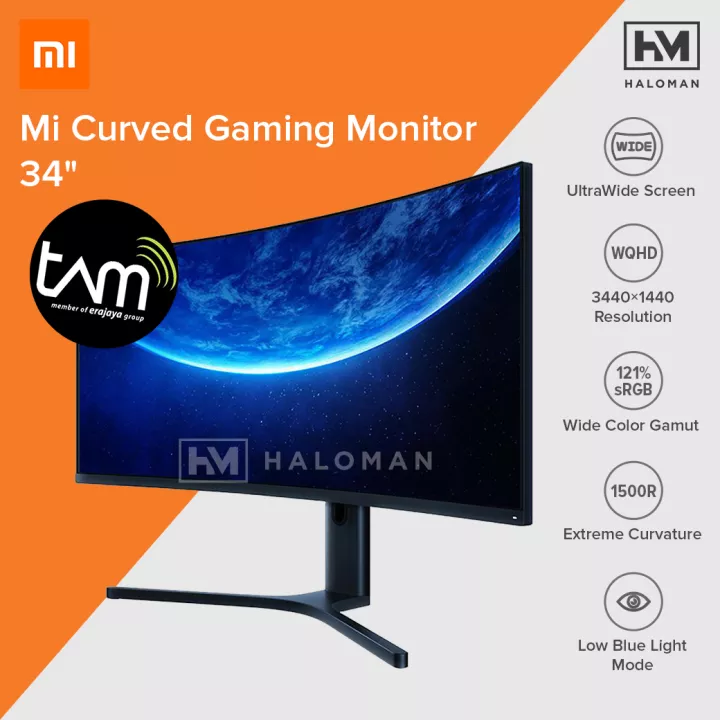 mi
HM
HALOMAN
Mi Curved Gaming Monitor
34"
tam
member of erajaya group
HM HALOMAN
WIDE
UltraWide Screen
WQHD
3440×1440
Resolution
121%
sRGB
Wide Color Gamut
1500R
Extreme Curvature
Low Blue Light
Mode